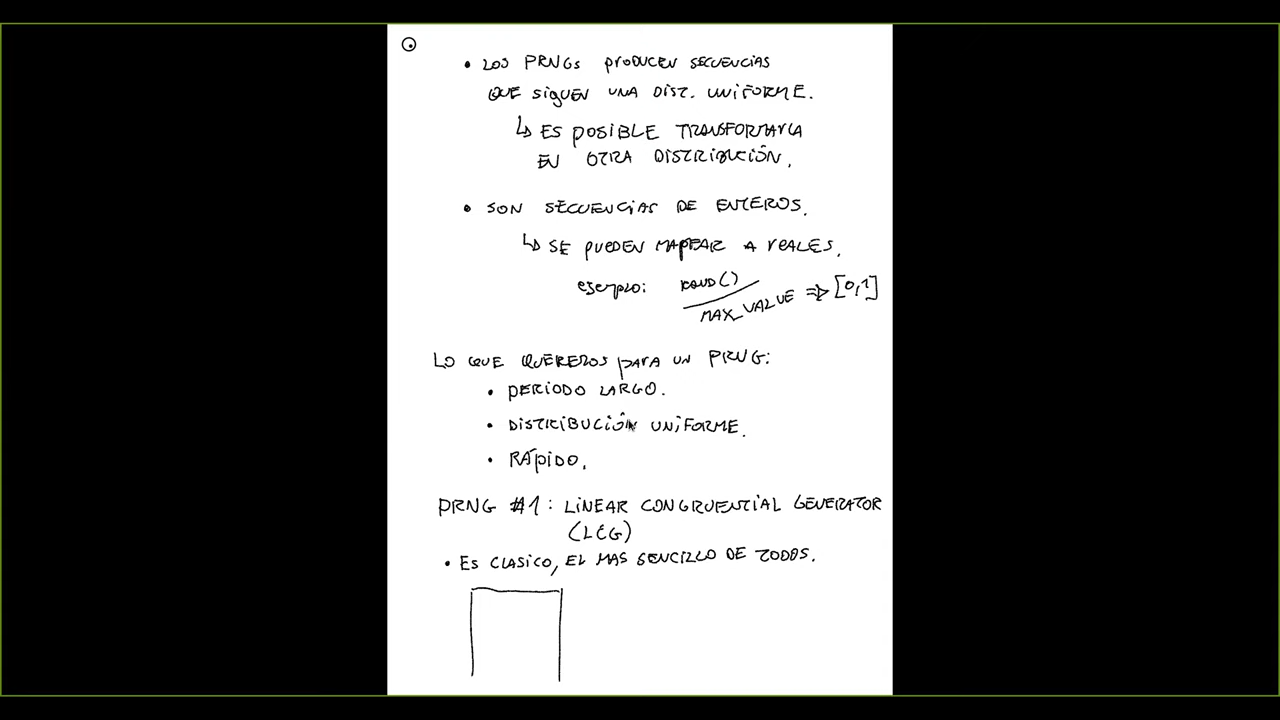 • LOS PRNGs PRODUCEN SECUENCIAS
QUE SIGUEN UNA DIST. UNIFORME.
↳ ES POSIBLE TRANSFORMARLA
EN OTRA DISTRIBUCIÓN.
• SON SECUENCIAS DE ENTEROS.
↳ SE PUEDEN MAPEAR A REALES.
ejemplo: RAND() / MAX_VALUE ⇒ [0,1]
LO QUE QUEREMOS PARA UN PRNG:
• PERIODO LARGO.
• DISTRIBUCIÓN UNIFORME.
• RÁPIDO.
PRNG #1: LINEAR CONGRUENTIAL GENERATOR
(LCG)
• ES CLASICO, EL MAS SENCILLO DE TODOS.